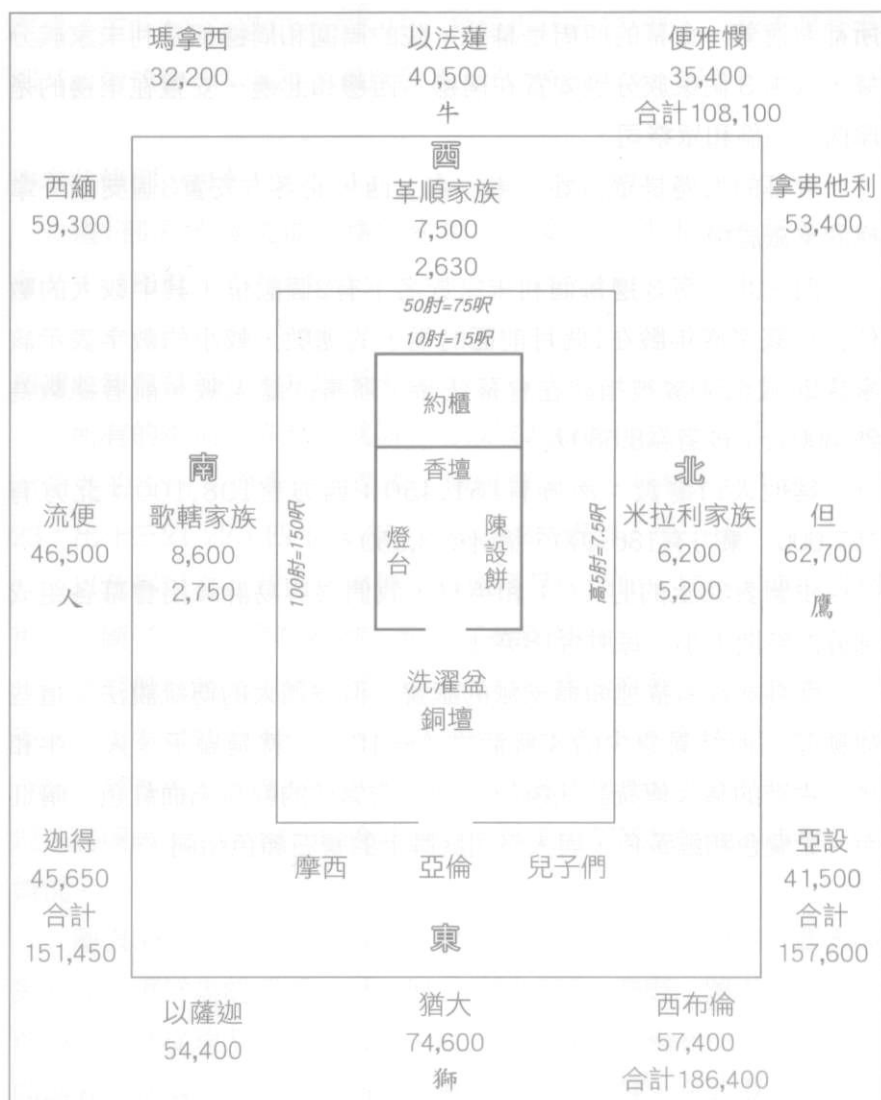 瑪拿西
32,200
以法蓮
40,500
牛
便雅憫
35,400
合計108,100
西
西緬
59,300
革順家族
7,500
2,630
拿弗他利
53,400
50肘=75呎
10肘=15呎
約櫃
香壇
燈台
陳設餅
100肘=150呎
高5肘=7.5呎
南
歌轄家族
8,600
2,750
北
米拉利家族
6,200
5,200
流便
46,500
人
但
62,700
鷹
洗濯盆
銅壇
迦得
45,650
合計
151,450
摩西
亞倫
兒子們
亞設
41,500
合計
157,600
東
以薩迦
54,400
猶大
74,600
獅
西布倫
57,400
合計186,400